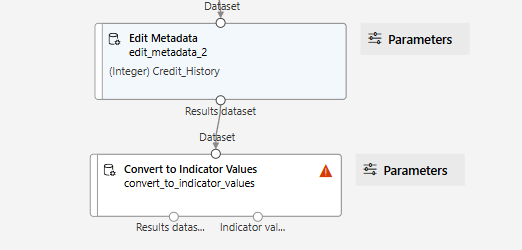 Dataset
Edit Metadata
edit_metadata_2
(Integer) Credit_History
Parameters
Results dataset
Dataset
Convert to Indicator Values
convert_to_indicator_values
Parameters
Results datas...
Indicator val...